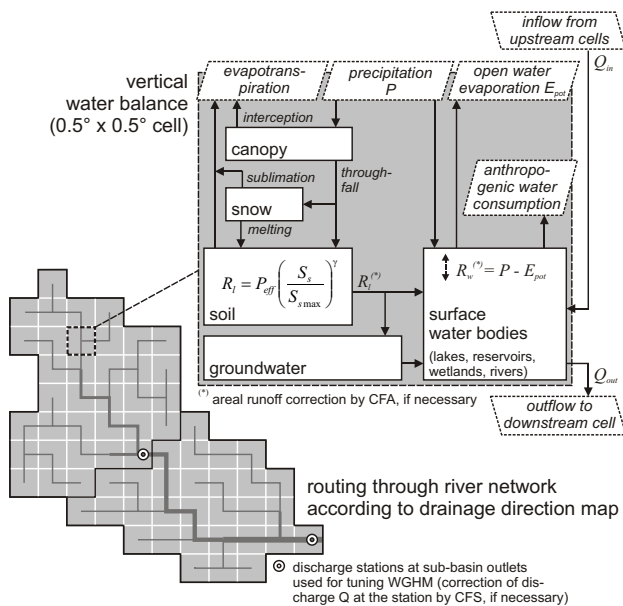 inflow from
upstream cells
Q_in
vertical
water balance
(0.5° x 0.5° cell)
evapotrans-
piration
precipitation
P
open water
evaporation E_pot
interception
canopy
anthropo-
genic water
consumption
sublimation
through-
fall
snow
melting
R_l = P_eff (S_s / S_s max)^γ
soil
R_l^(*)
R_w^(*) = P - E_pot
surface
water bodies
(lakes, reservoirs,
wetlands, rivers)
groundwater
Q_out
(*) areal runoff correction by CFA, if necessary
outflow to
downstream cell
routing through river network
according to drainage direction map
discharge stations at sub-basin outlets
used for tuning WGHM (correction of dis-
charge Q at the station by CFS, if necessary)